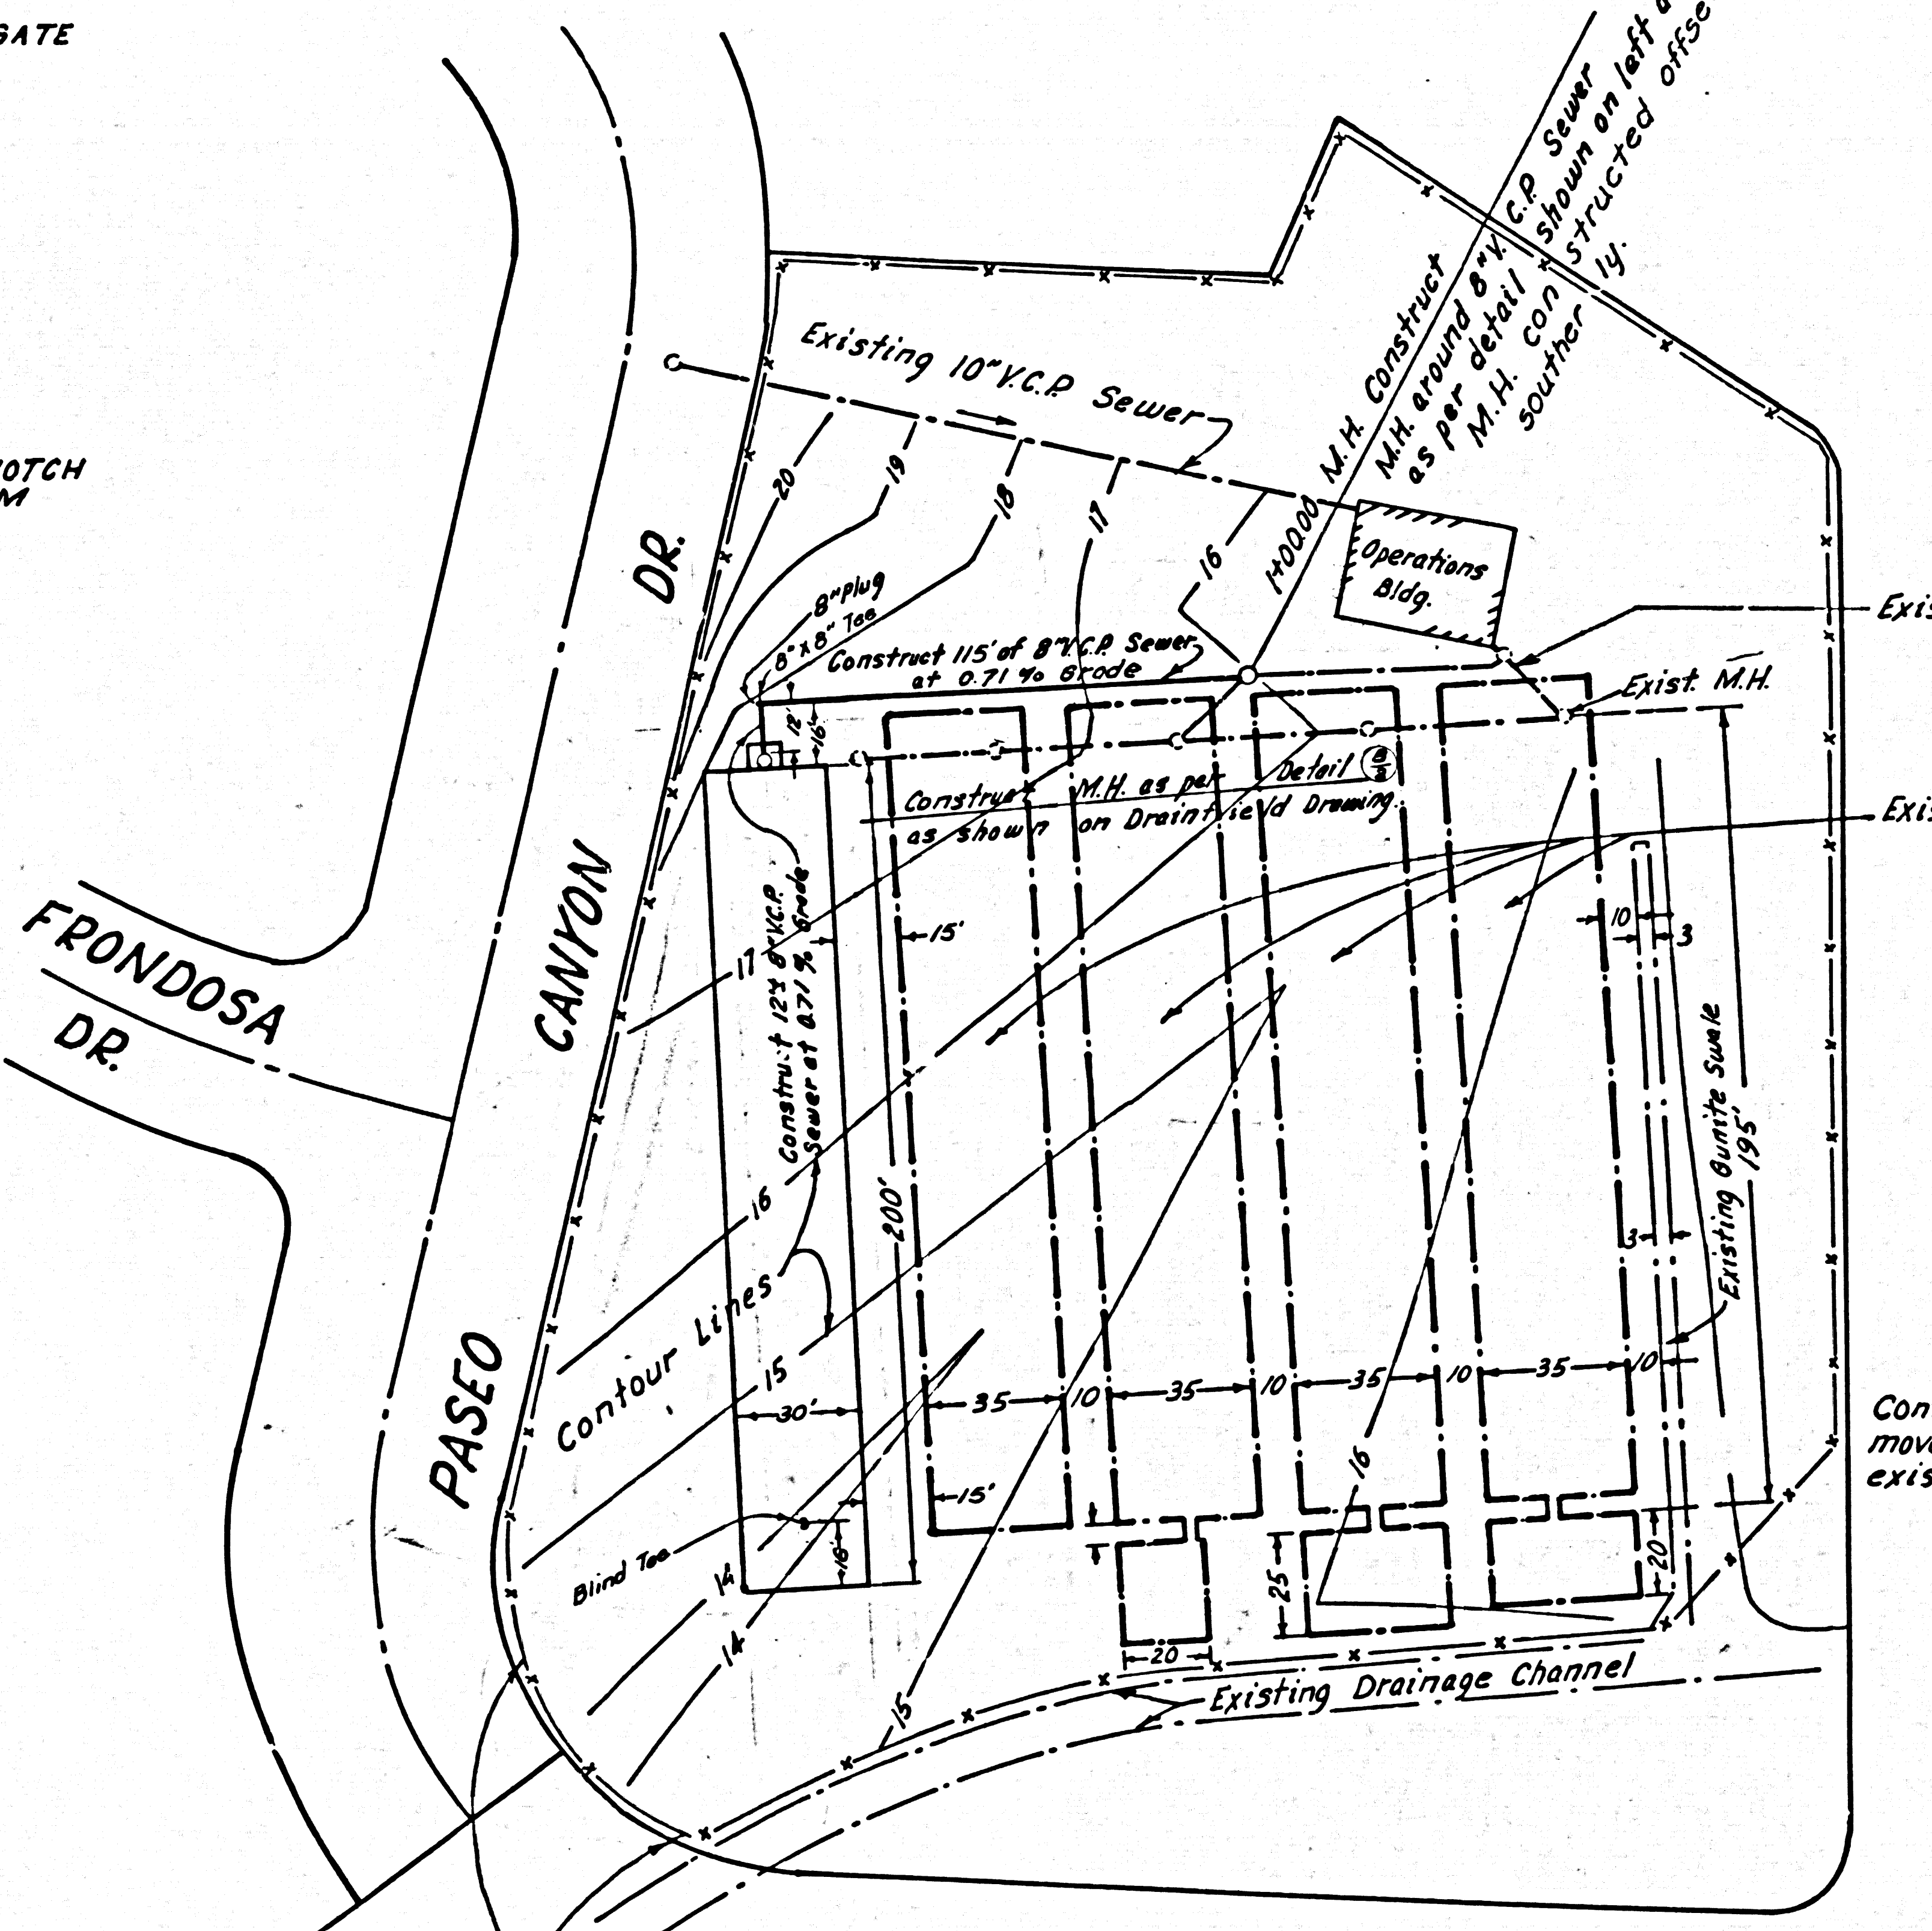 GATE
OTCH
M
C.P. Sewer
shown on left
structed offse
ly.
M.H. Construct
M.H. around 8" V.
as per detail
M.H. con
souther
Existing 10" V.C.P. Sewer
20
19
18
17
16
1+00.00
Operations
Bldg.
DR.
8" Plug
8" x 8" Tee
Construct 115' of 8" V.C.P. Sewer
at 0.71 % Grade
Exis
Exist. M.H.
12'
16'
Construct M.H. as per Detail B/2
as shown on Drainfield Drawing.
Exis
FRONDOSA
DR.
CANYON
PASEO
17
15'
10
3
Construct 8" V.C.P.
Sewer at 0.71 % Grade
Existing Gunite Swale
195'
16
200'
3
Contour Lines
15
30'
35
10
35
10
35
10
35
10
Con
mov
exis
16
15'
Blind Tee
16'
14
14
25
20
20
15
Existing Drainage Channel